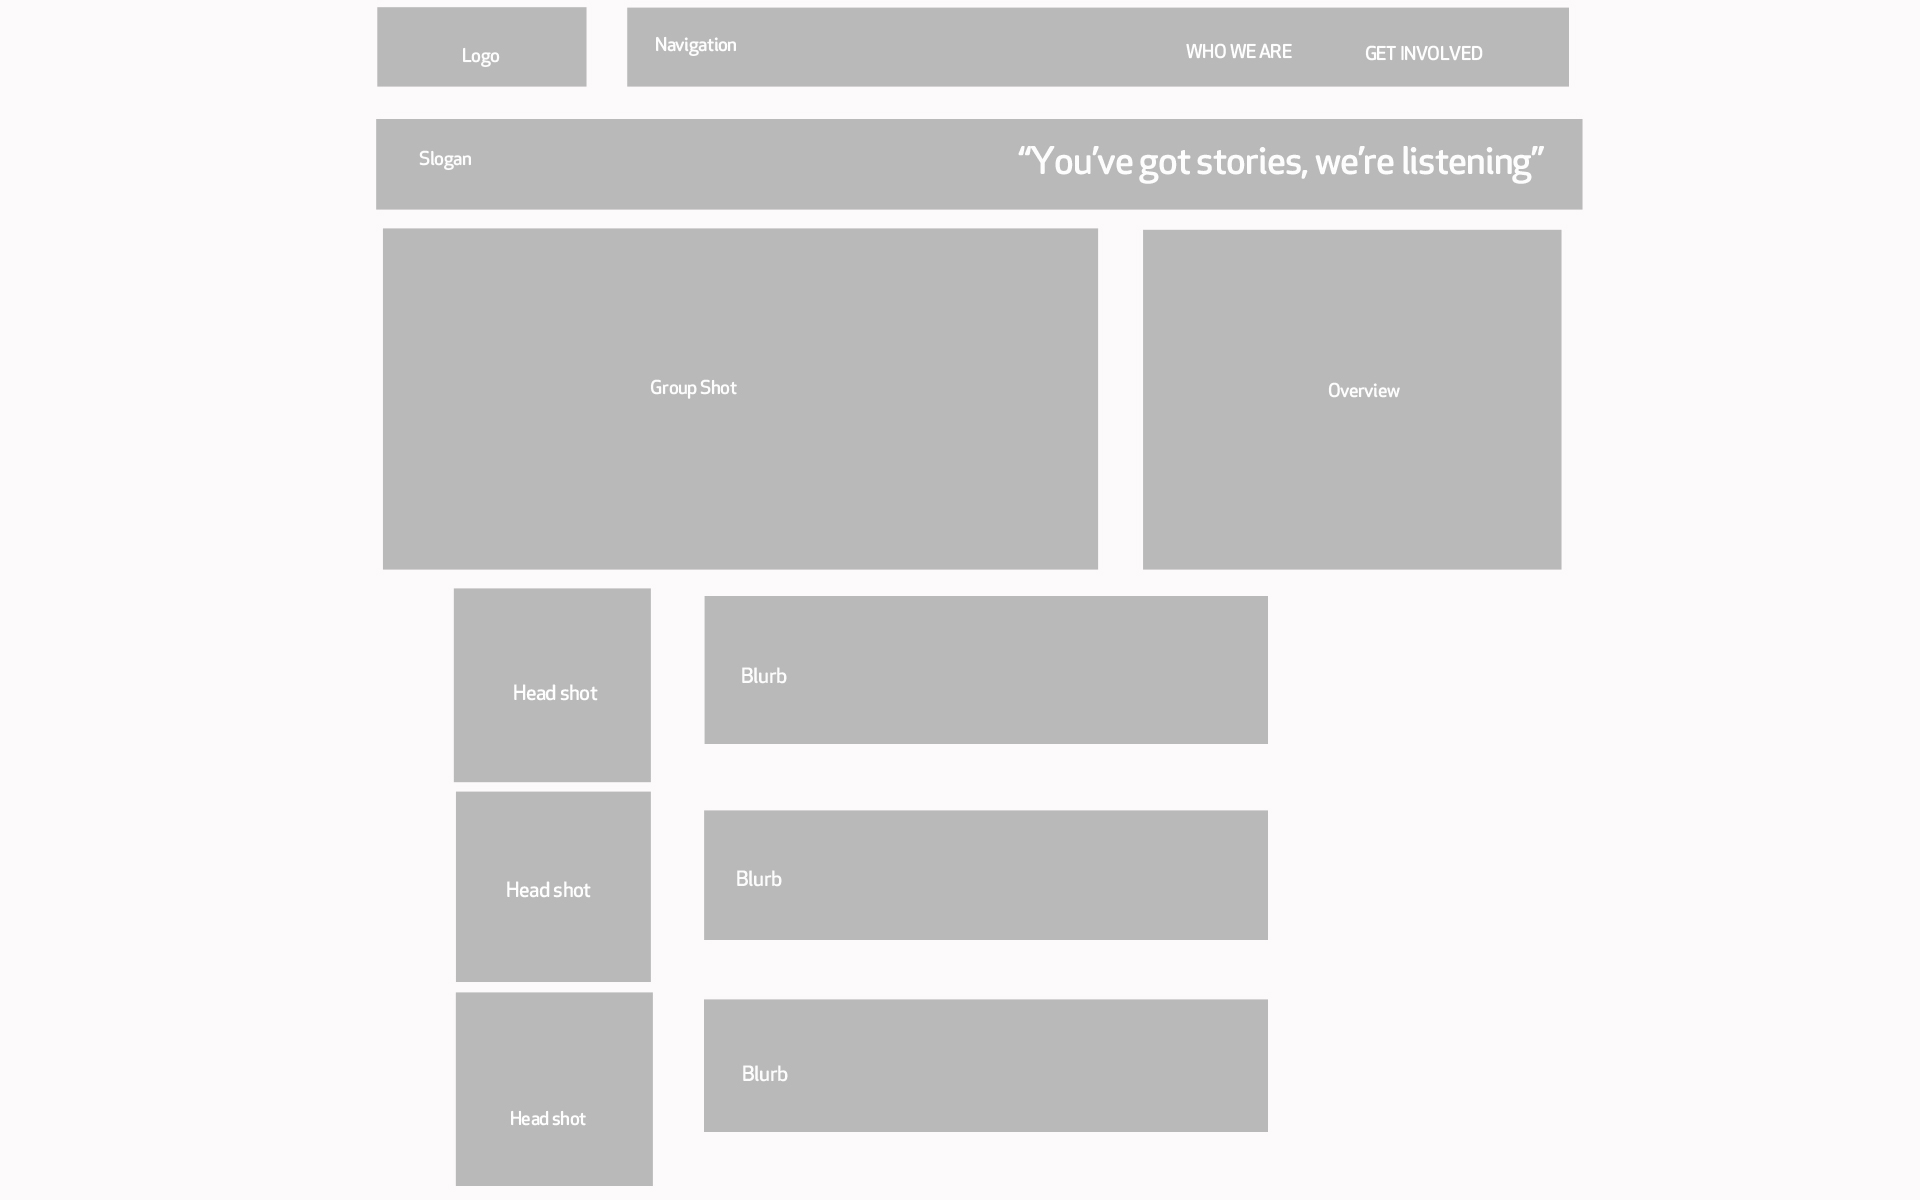 Logo
Navigation
WHO WE ARE
GET INVOLVED
Slogan
“You’ve got stories, we’re listening”
Group Shot
Overview
Head shot
Blurb
Head shot
Blurb
Head shot
Blurb